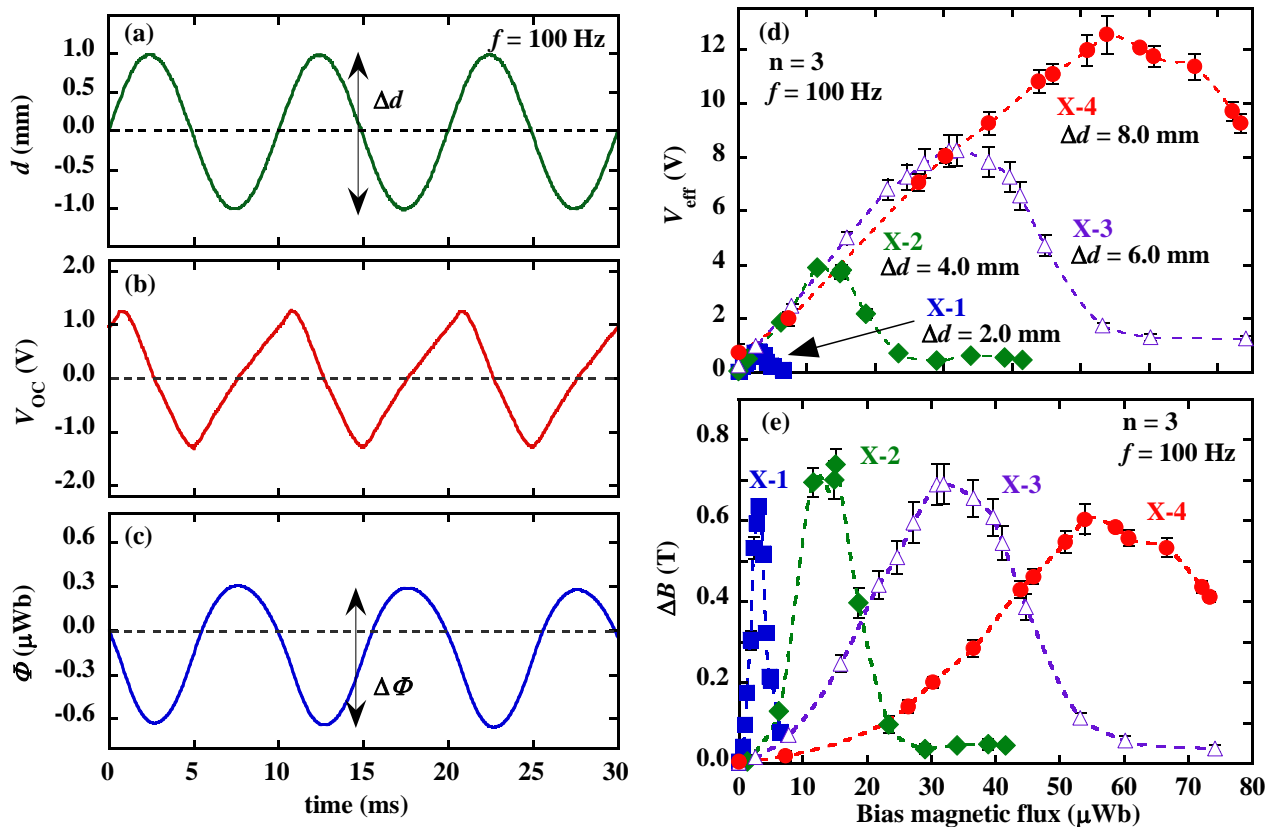 (a)
f = 100 Hz
1.0
0.5
0.0
-0.5
-1.0
d (mm)
Δd
(b)
2.0
1.0
0.0
-1.0
-2.0
V_OC (V)
(c)
0.6
0.3
0.0
-0.3
-0.6
Φ (μWb)
ΔΦ
0 5 10 15 20 25 30
time (ms)
(d)
n = 3
f = 100 Hz
12
10
8
6
4
2
0
V_eff (V)
X-4
Δd = 8.0 mm
X-3
Δd = 6.0 mm
X-2
Δd = 4.0 mm
X-1
Δd = 2.0 mm
(e)
n = 3
f = 100 Hz
0.8
0.6
0.4
0.2
0.0
ΔB (T)
X-1
X-2
X-3
X-4
0 10 20 30 40 50 60 70 80
Bias magnetic flux (μWb)